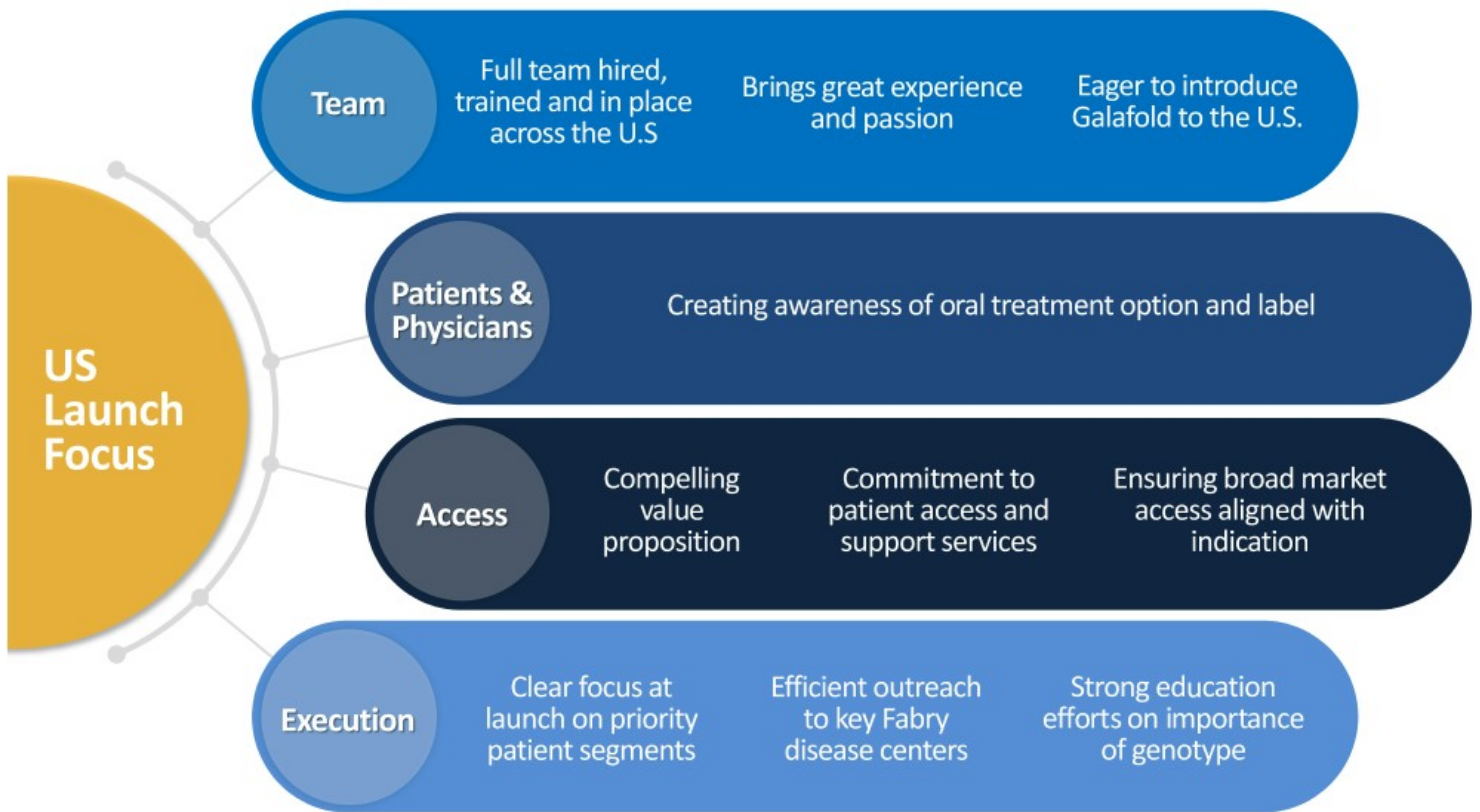 US
Launch
Focus
Team
Full team hired,
trained and in place
across the U.S
Brings great experience
and passion
Eager to introduce
Galafold to the U.S.
Patients &
Physicians
Creating awareness of oral treatment option and label
Access
Compelling
value
proposition
Commitment to
patient access and
support services
Ensuring broad market
access aligned with
indication
Execution
Clear focus at
launch on priority
patient segments
Efficient outreach
to key Fabry
disease centers
Strong education
efforts on importance
of genotype